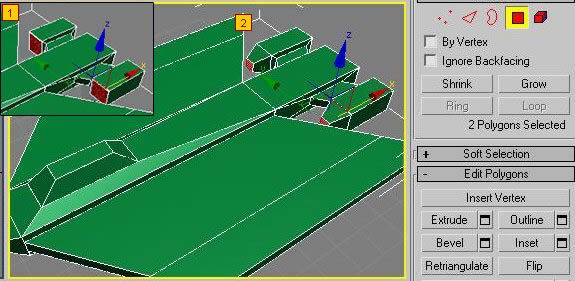 1
2
z
x
z
x
By Vertex
Ignore Backfacing
Shrink Grow
Ring Loop
2 Polygons Selected
+ Soft Selection
- Edit Polygons
Insert Vertex
Extrude Outline
Bevel Inset
Retriangulate Flip